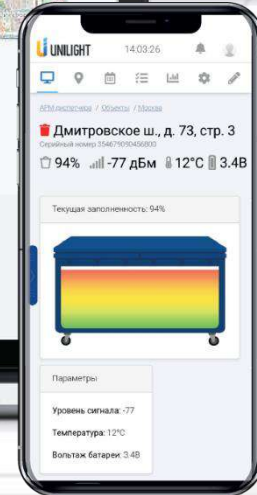 UNILIGHT 14:03:26
АРМ диспетчера / Объекты / Москва
Дмитровское ш., д. 73, стр. 3
Серийный номер 354679090456800
94% -77 дБм 12°C 3.4В
Текущая заполненность: 94%
Параметры
Уровень сигнала: -77
Температура: 12°C
Вольтаж батареи: 3.4В